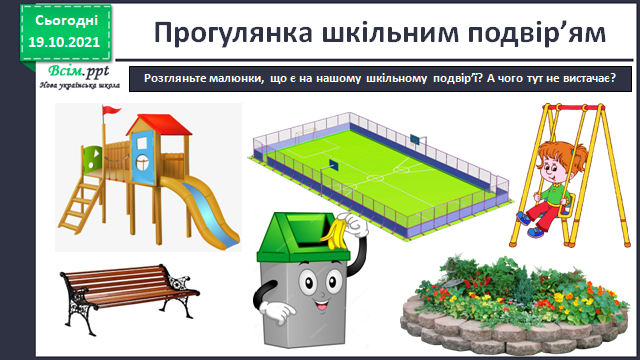 Сьогодні
19.10.2021
Прогулянка шкільним подвір’ям
Всім.ppt
Нова українська школа
Розгляньте малюнки, що є на нашому шкільному подвір’ї? А чого тут не вистачає?